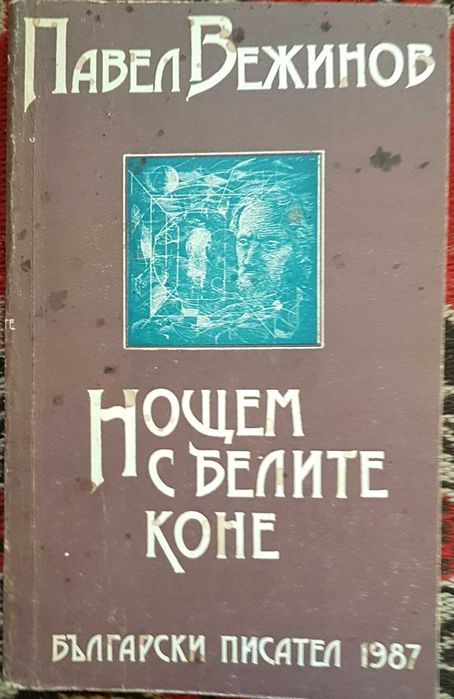 Павел Вежинов
Нощем
с белите
коне
Български писател 1987